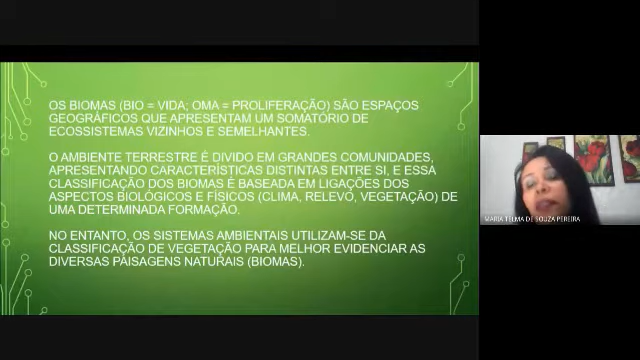 OS BIOMAS (BIO = VIDA; OMA = PROLIFERAÇÃO) SÃO ESPAÇOS
GEOGRÁFICOS QUE APRESENTAM UM SOMATÓRIO DE
ECOSSISTEMAS VIZINHOS E SEMELHANTES.
O AMBIENTE TERRESTRE É DIVIDO EM GRANDES COMUNIDADES,
APRESENTANDO CARACTERÍSTICAS DISTINTAS ENTRE SI, E ESSA
CLASSIFICAÇÃO DOS BIOMAS É BASEADA EM LIGAÇÕES DOS
ASPECTOS BIOLÓGICOS E FÍSICOS (CLIMA, RELEVO, VEGETAÇÃO) DE
UMA DETERMINADA FORMAÇÃO.
NO ENTANTO, OS SISTEMAS AMBIENTAIS UTILIZAM-SE DA
CLASSIFICAÇÃO DE VEGETAÇÃO PARA MELHOR EVIDENCIAR AS
DIVERSAS PAISAGENS NATURAIS (BIOMAS).
MARIA TELMA DE SOUZA PEREIRA